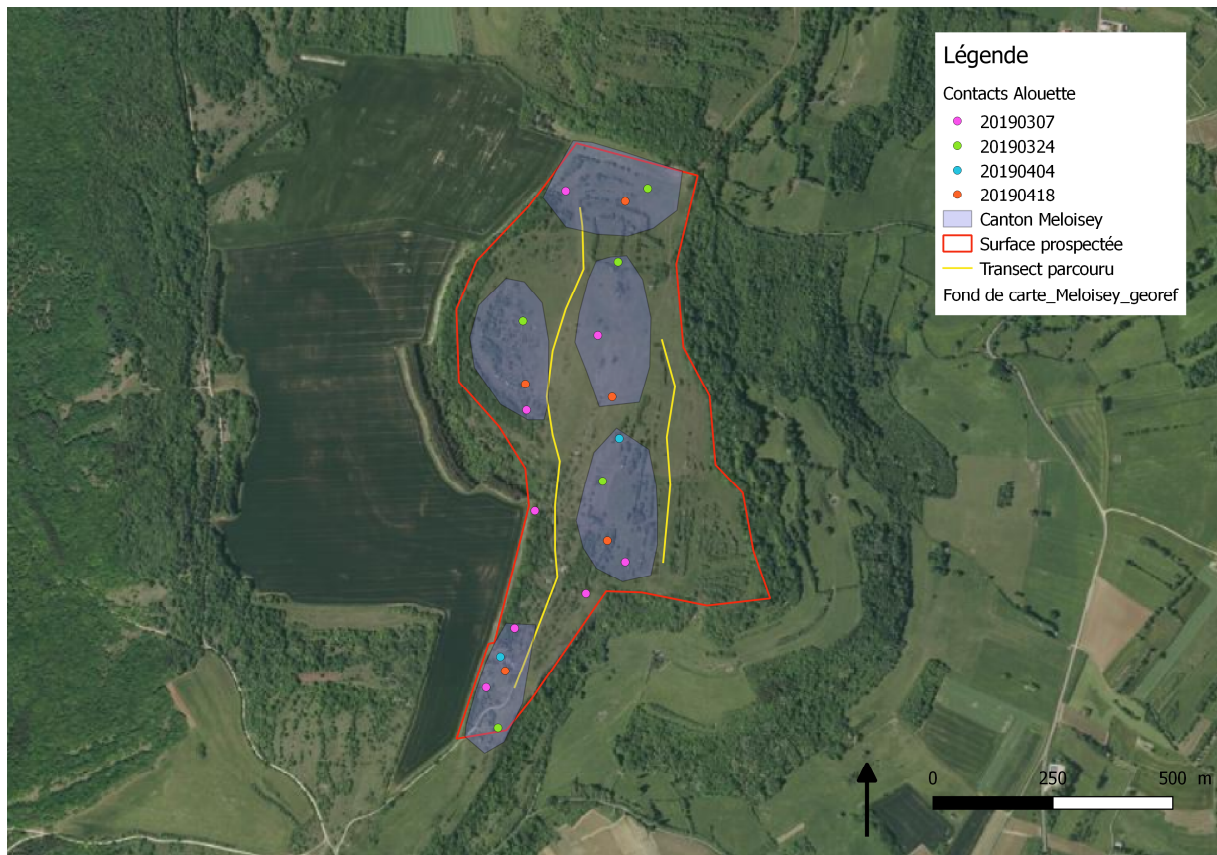 Légende
Contacts Alouette
20190307
20190324
20190404
20190418
Canton Meloisey
Surface prospectée
Transect parcouru
Fond de carte_Meloisey_georef
0 250 500 m